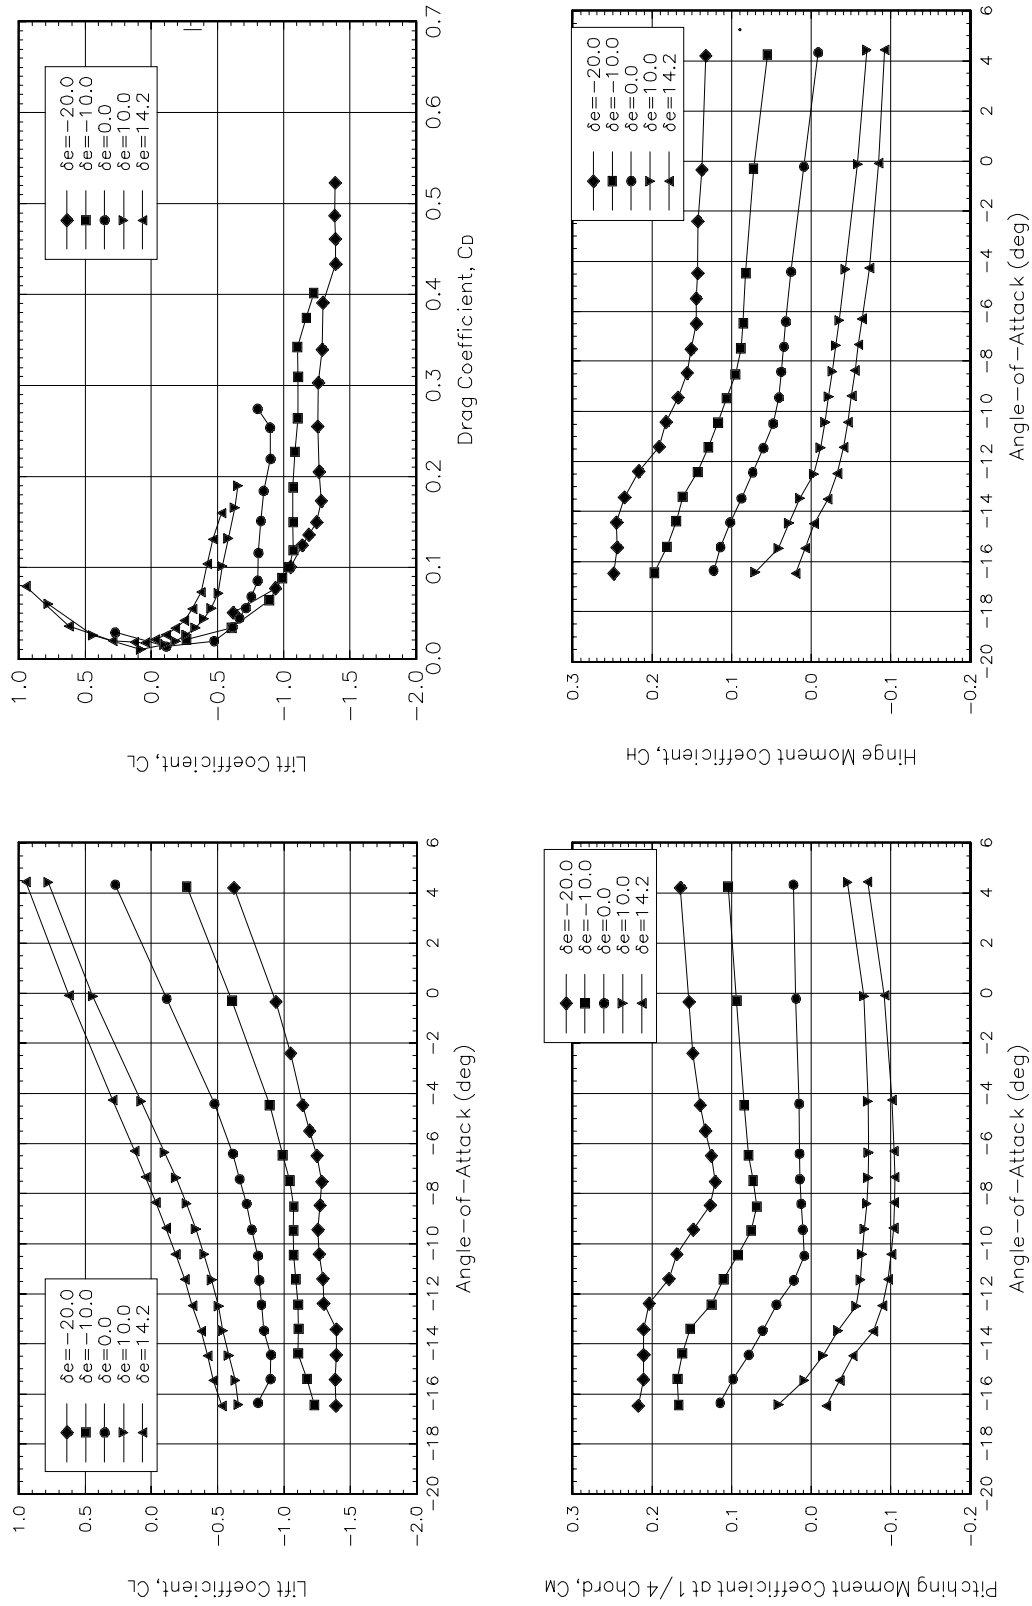 Lift Coefficient, CL
1.0
0.5
0.0
−0.5
−1.0
−1.5
−2.0
δe=−20.0
δe=−10.0
δe=0.0
δe=10.0
δe=14.2
−20 −18 −16 −14 −12 −10 −8 −6 −4 −2 0 2 4 6
Angle−of−Attack (deg)
Lift Coefficient, CL
1.0
0.5
0.0
−0.5
−1.0
−1.5
−2.0
δe=−20.0
δe=−10.0
δe=0.0
δe=10.0
δe=14.2
0.0 0.1 0.2 0.3 0.4 0.5 0.6 0.7
Drag Coefficient, CD
Pitching Moment Coefficient at 1/4 Chord, CM
0.3
0.2
0.1
0.0
−0.1
−0.2
δe=−20.0
δe=−10.0
δe=0.0
δe=10.0
δe=14.2
−20 −18 −16 −14 −12 −10 −8 −6 −4 −2 0 2 4 6
Angle−of−Attack (deg)
Hinge Moment Coefficient, CH
0.3
0.2
0.1
0.0
−0.1
−0.2
δe=−20.0
δe=−10.0
δe=0.0
δe=10.0
δe=14.2
−20 −18 −16 −14 −12 −10 −8 −6 −4 −2 0 2 4 6
Angle−of−Attack (deg)